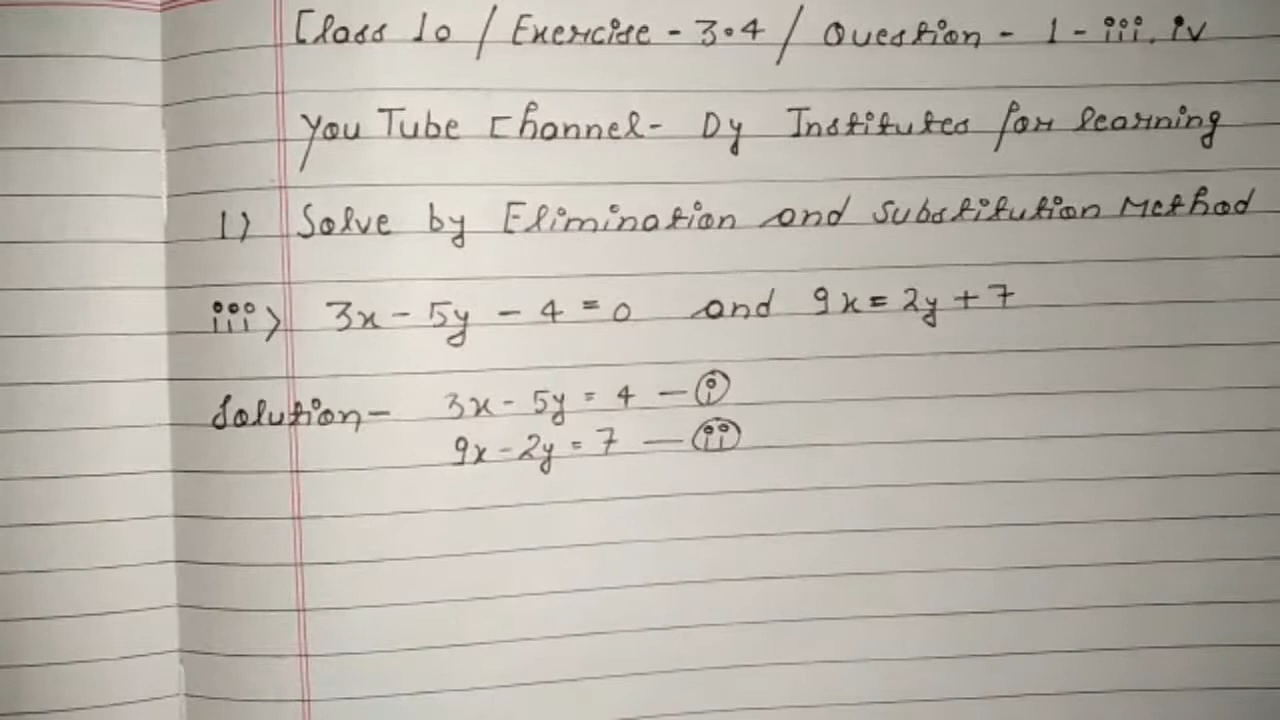 Class 10 / Exercise - 3.4 / Question - 1 - iii, iv
YouTube Channel - Dy Institutes for learning
1) Solve by Elimination and Substitution Method
iii> 3x - 5y - 4 = 0 and 9x = 2y + 7
Solution - 3x - 5y = 4 — (i)
9x - 2y = 7 — (ii)